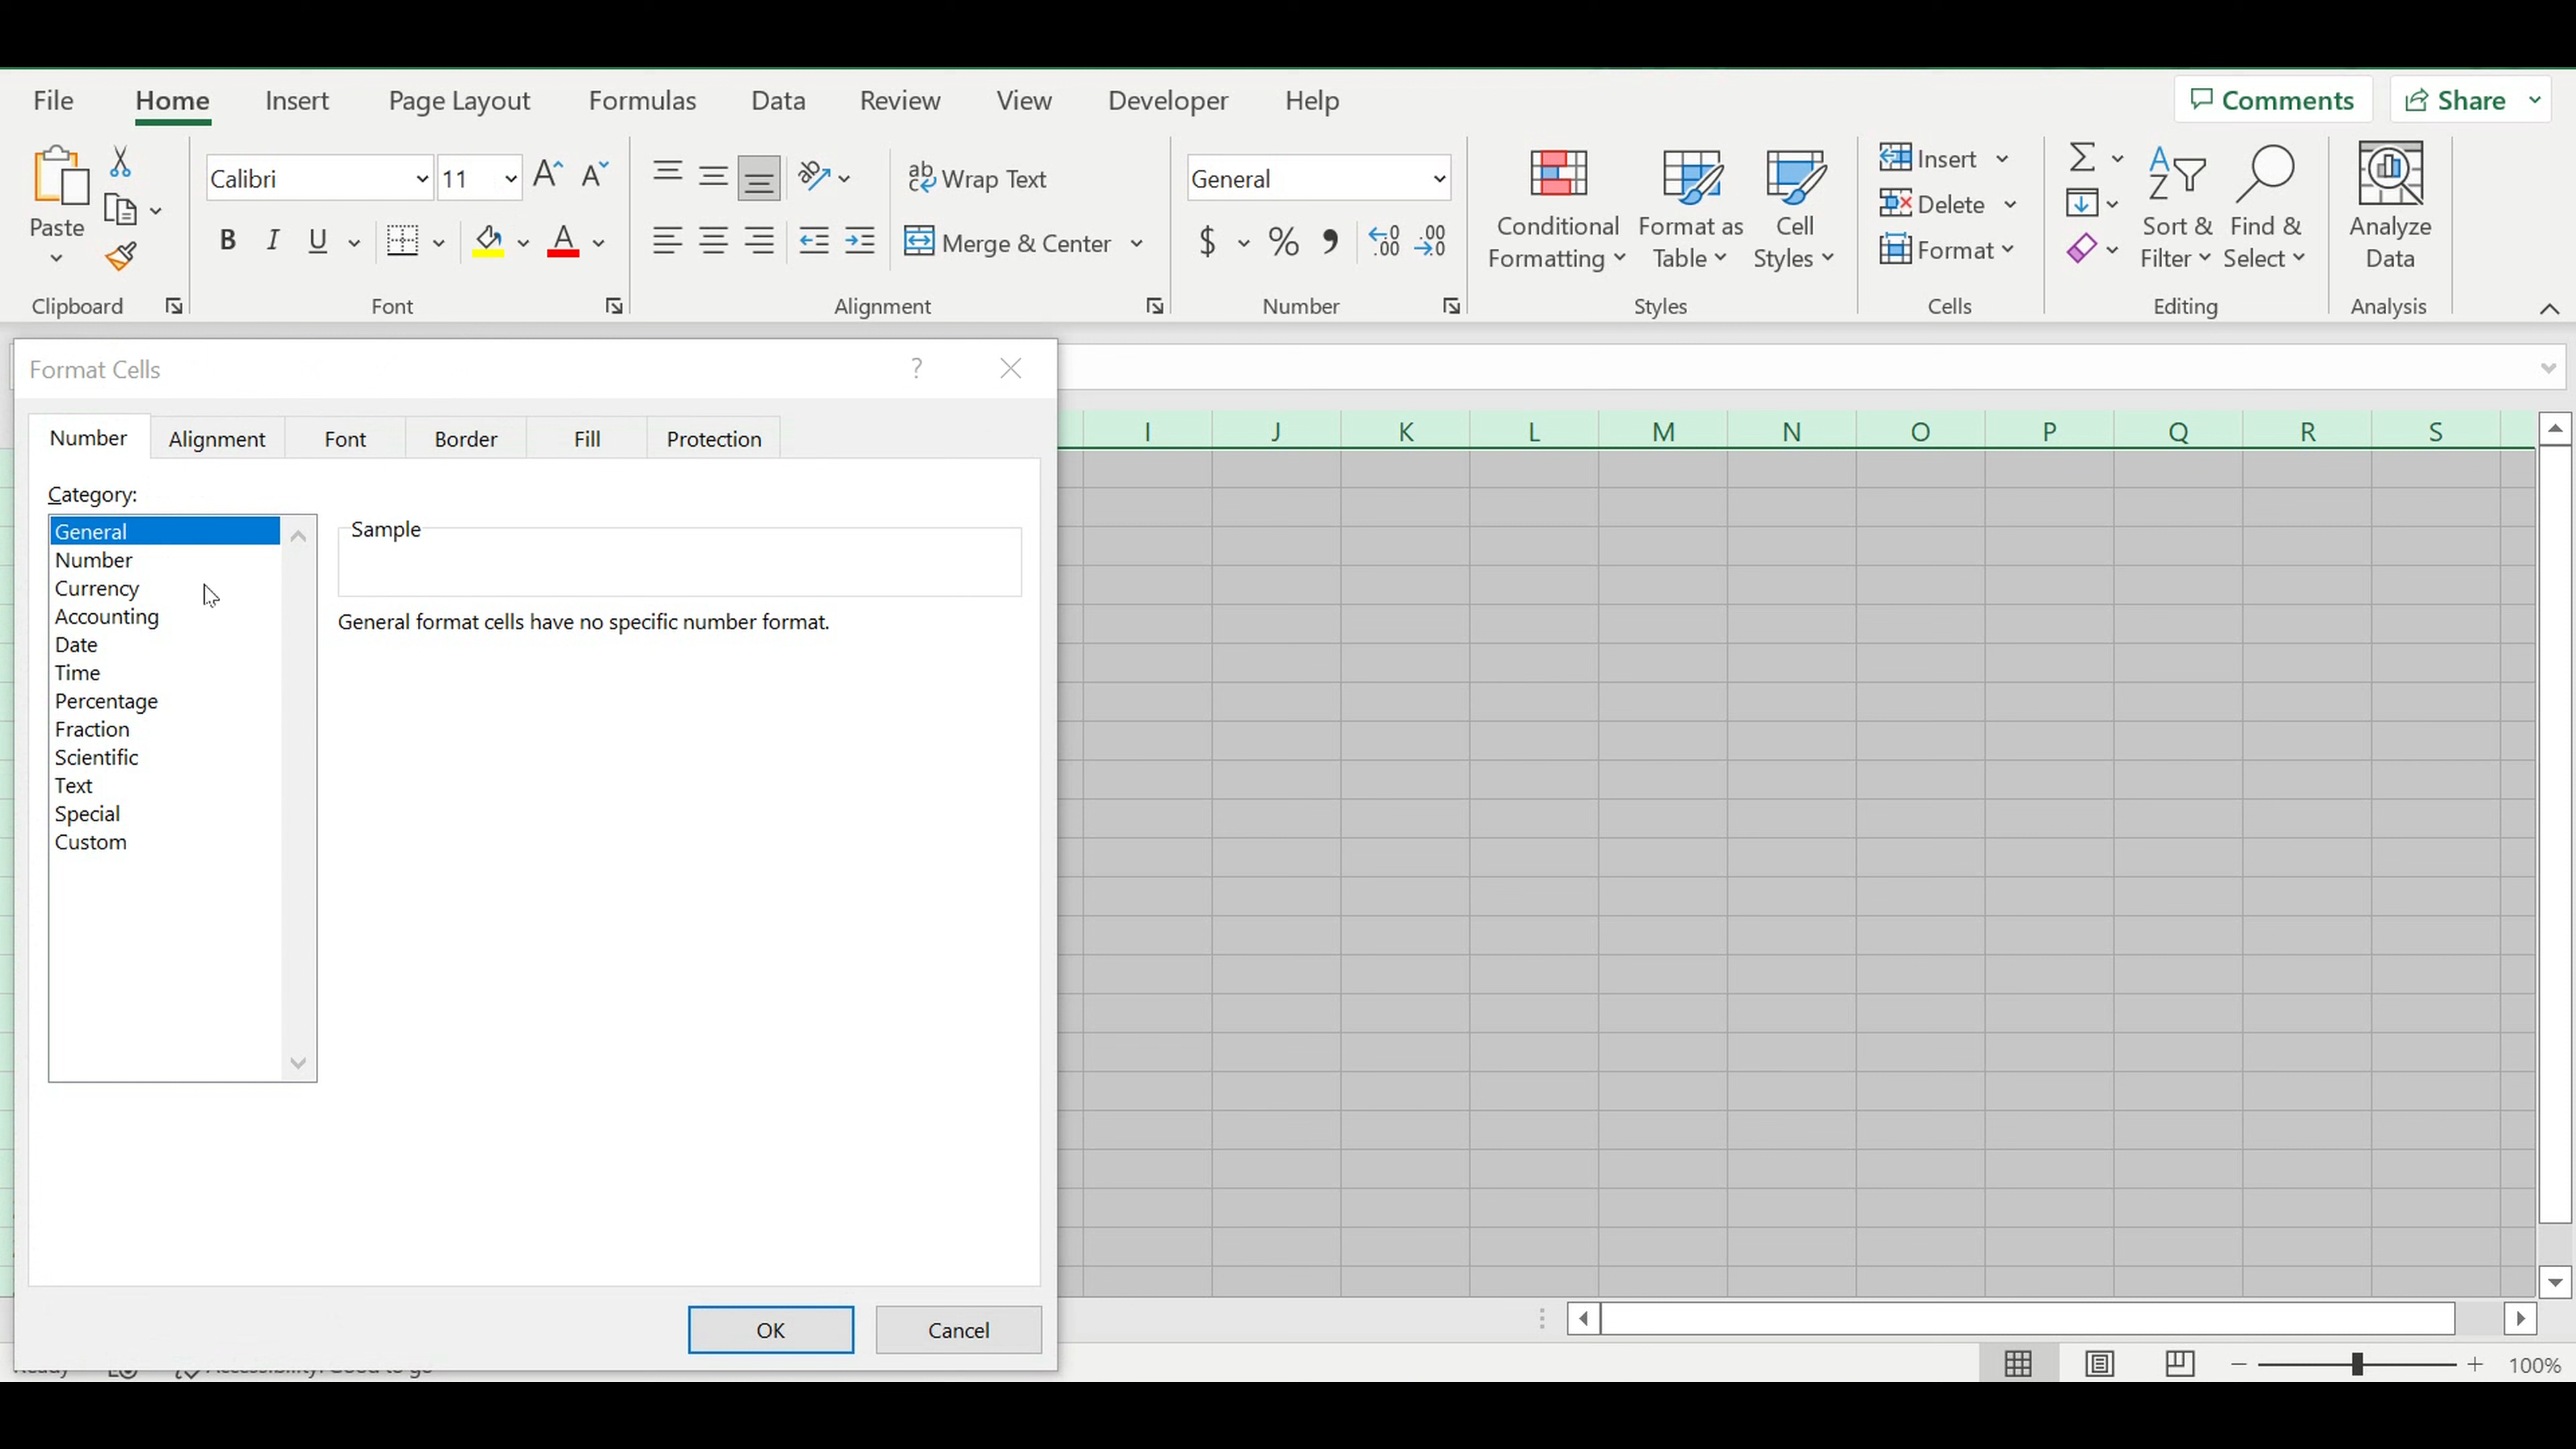 File Home Insert Page Layout Formulas Data Review View Developer Help Comments Share
Calibri 11 Wrap Text General Insert
Paste Conditional Format as Cell Delete Sort & Find & Analyze
B I U A Merge & Center $ % Formatting Table Styles Format Filter Select Data
Clipboard Font Alignment Number Styles Cells Editing Analysis
Format Cells ?
I J K L M N O P Q R S
Number Alignment Font Border Fill Protection
Category:
General Sample
Number
Currency
Accounting General format cells have no specific number format.
Date
Time
Percentage
Fraction
Scientific
Text
Special
Custom
OK Cancel
100%